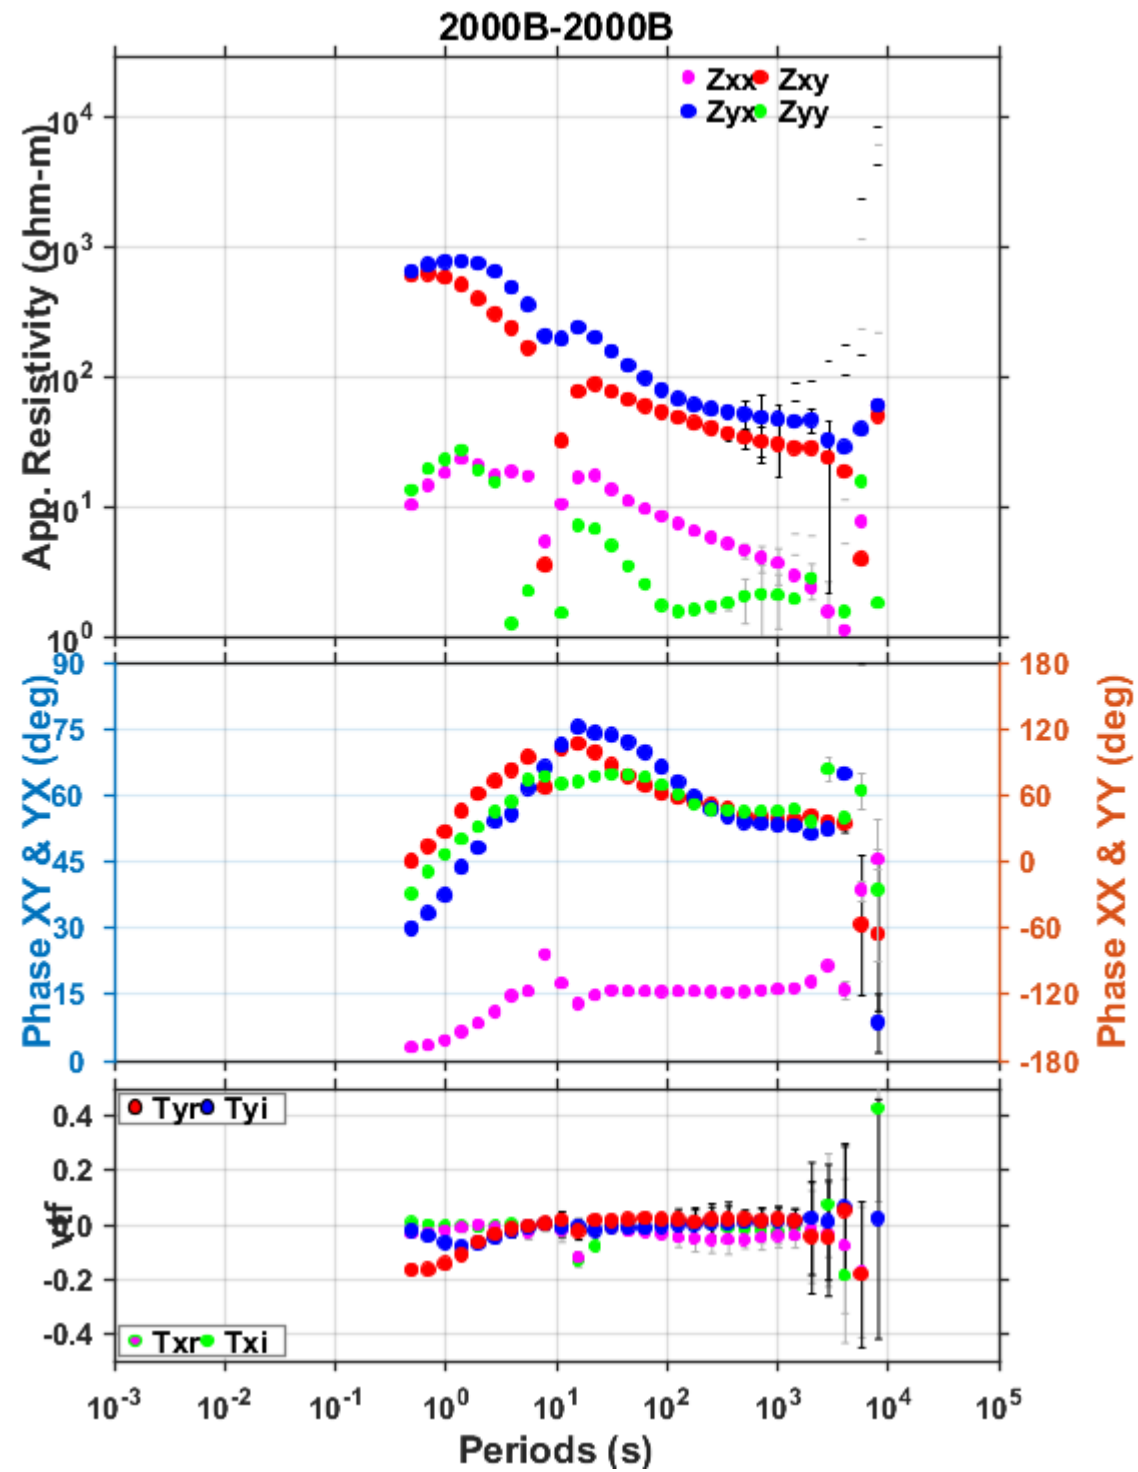 2000B-2000B
Zxx Zxy
Zyx Zyy
10^4
10^3
10^2
10^1
10^0
App. Resistivity (ohm-m)
90
75
60
45
30
15
0
Phase XY & YX (deg)
180
120
60
0
-60
-120
-180
Phase XX & YY (deg)
Tyr Tyi
0.4
0.2
0.0
-0.2
-0.4
vtf
Txr Txi
10^-3 10^-2 10^-1 10^0 10^1 10^2 10^3 10^4 10^5
Periods (s)